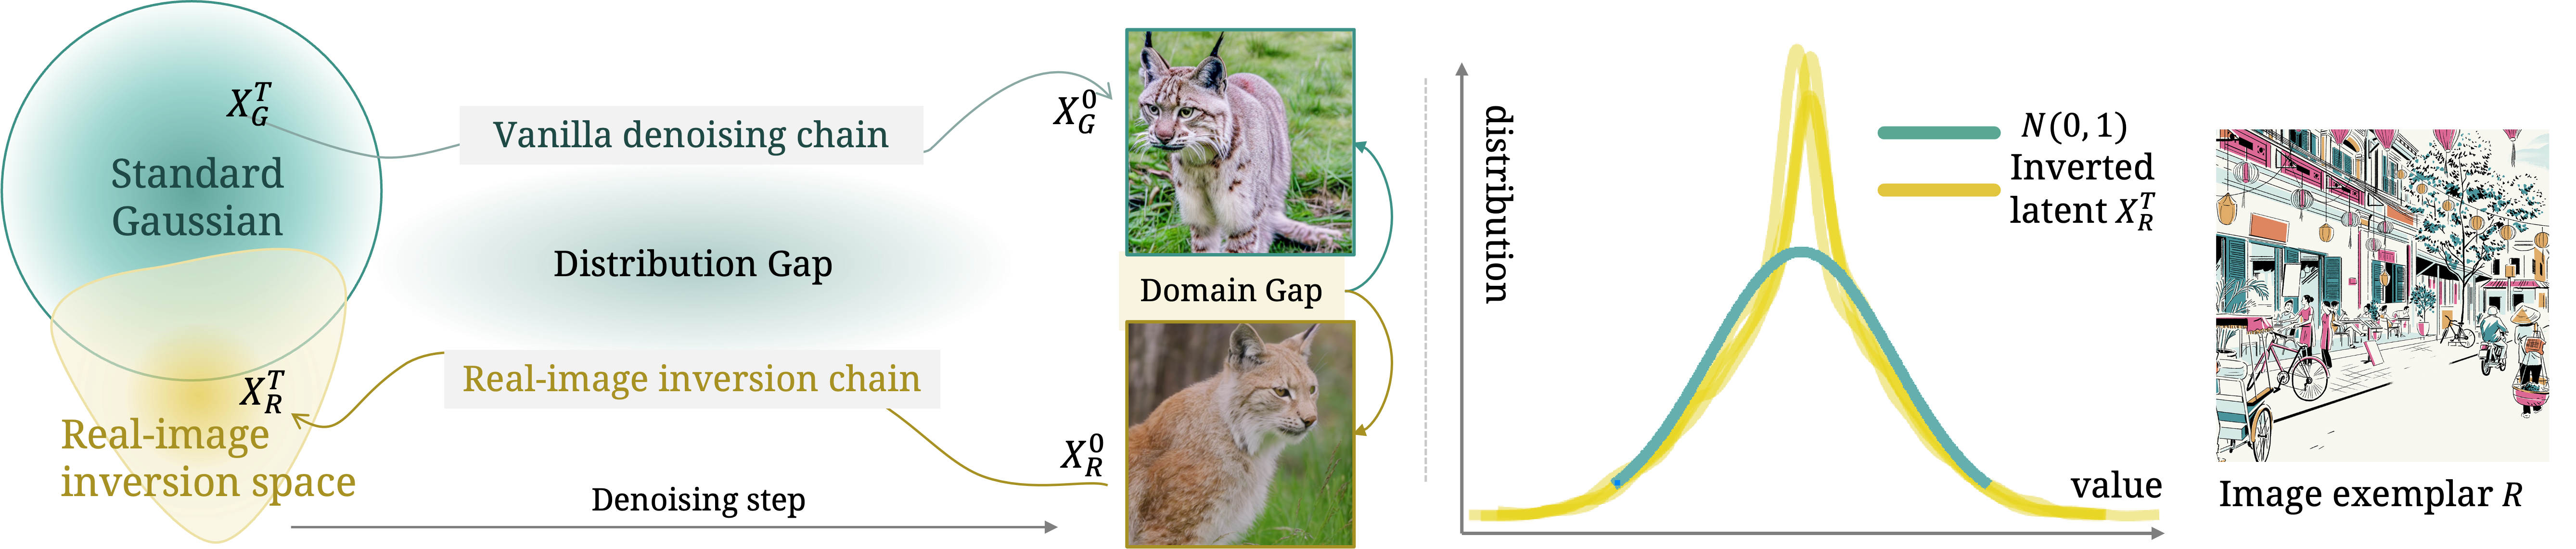 $X_G^T$
Standard
Gaussian
Vanilla denoising chain
$X_G^0$
Distribution Gap
Domain Gap
Real-image inversion chain
$X_R^T$
Real-image
inversion space
$X_R^0$
Denoising step
distribution
value
N(0, 1)
Inverted
latent $X_R^T$
Image exemplar R